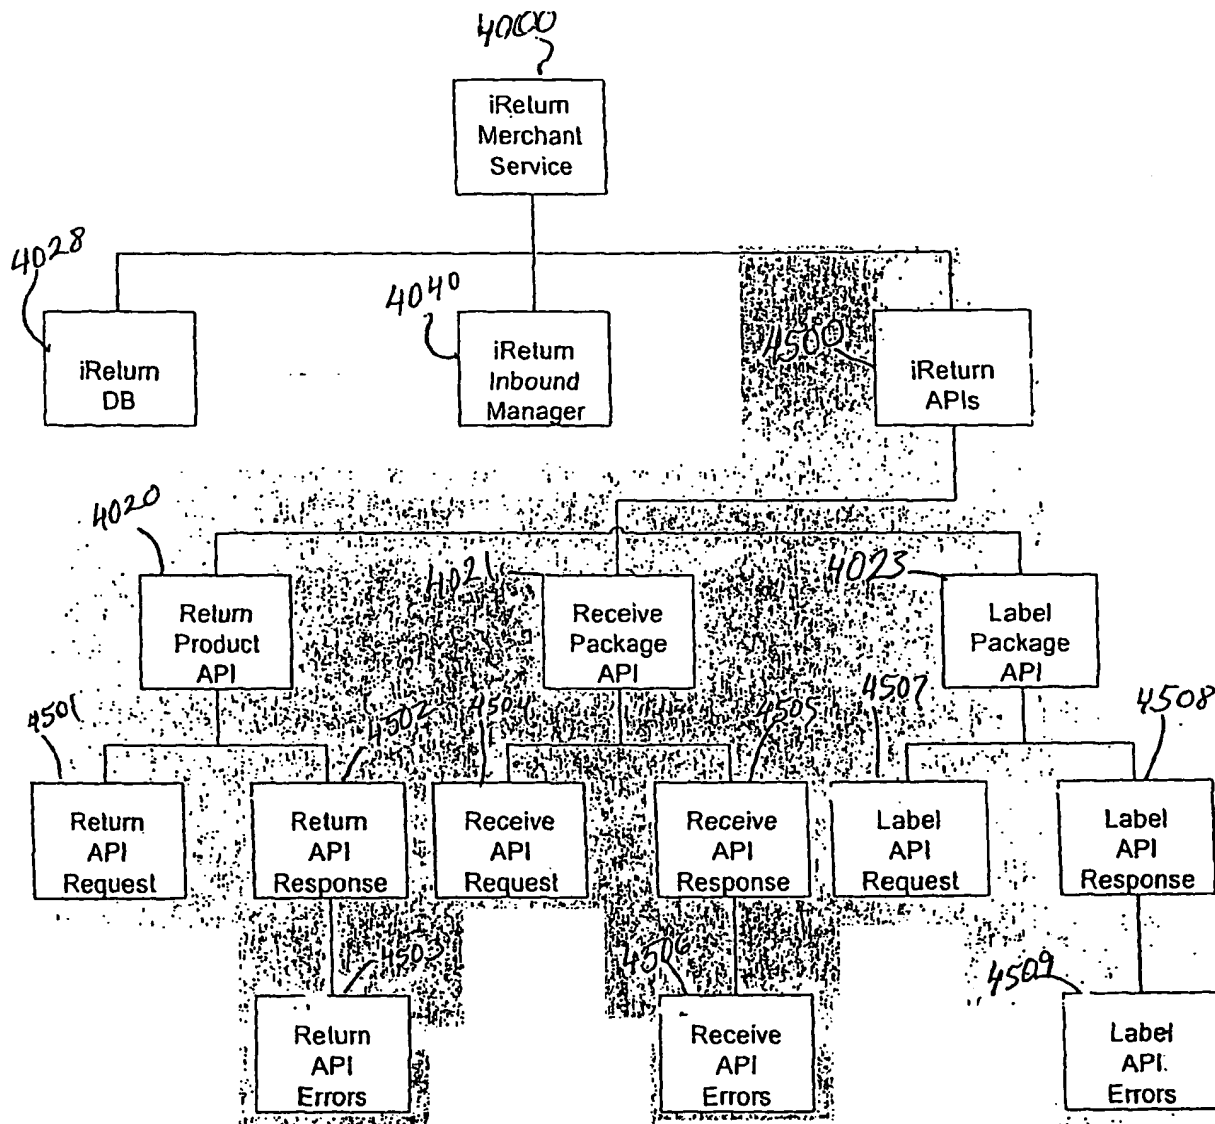 4000
iReturn
Merchant
Service
4028
4040
4500
iReturn
DB
iReturn
Inbound
Manager
iReturn
APIs
4020
4021
4023
Return
Product
API
Receive
Package
API
Label
Package
API
4501
4502
4504
4505
4507
4508
Return
API
Request
Return
API
Response
Receive
API
Request
Receive
API
Response
Label
API
Request
Label
API
Response
4503
4506
4509
Return
API
Errors
Receive
API
Errors
Label
API
Errors